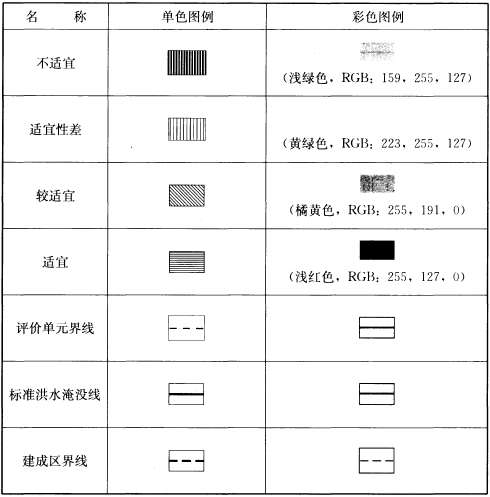 名 称 单色图例 彩色图例
不适宜
（浅绿色，RGB：159，255，127）
适宜性差
（黄绿色，RGB：223，255，127）
较适宜
（橘黄色，RGB：255，191，0）
适宜
（浅红色，RGB：255，127，0）
评价单元界线
标准洪水淹没线
建成区界线